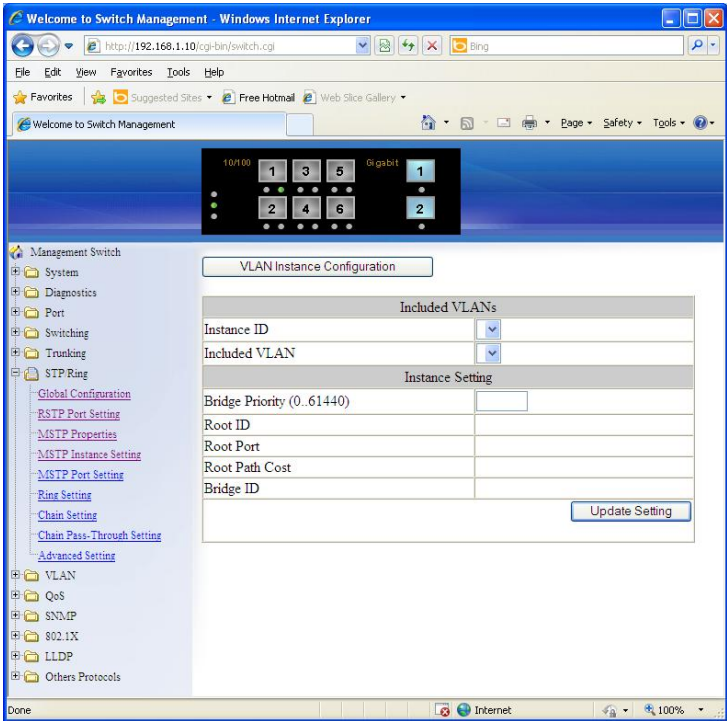 Welcome to Switch Management - Windows Internet Explorer
http://192.168.1.10/cgi-bin/switch.cgi
Bing
File Edit View Favorites Tools Help
Favorites Suggested Sites Free Hotmail Web Slice Gallery
Welcome to Switch Management Page Safety Tools
10/100 1 3 5 Gigabit 1
2 4 6 2
Management Switch
System
Diagnostics
Port
Switching
Trunking
STP/Ring
Global Configuration
RSTP Port Setting
MSTP Properties
MSTP Instance Setting
MSTP Port Setting
Ring Setting
Chain Setting
Chain Pass-Through Setting
Advanced Setting
VLAN
QoS
SNMP
802.1X
LLDP
Others Protocols
VLAN Instance Configuration
Included VLANs
Instance ID
Included VLAN
Instance Setting
Bridge Priority (0..61440)
Root ID
Root Port
Root Path Cost
Bridge ID
Update Setting
Done Internet 100%